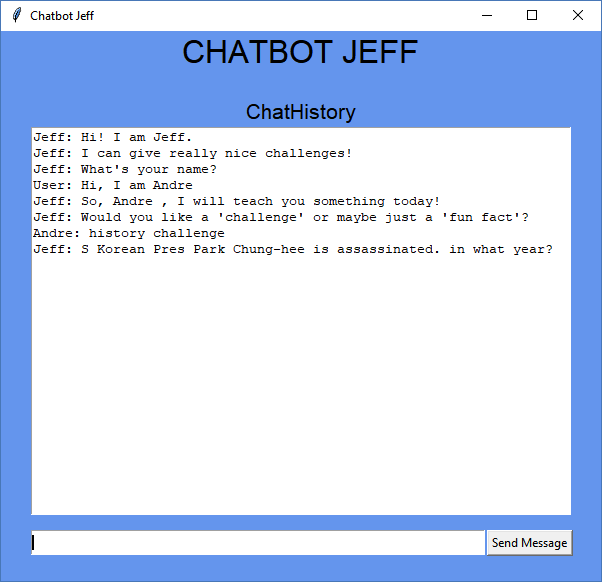 Chatbot Jeff
CHATBOT JEFF
ChatHistory
Jeff: Hi! I am Jeff.
Jeff: I can give really nice challenges!
Jeff: What's your name?
User: Hi, I am Andre
Jeff: So, Andre , I will teach you something today!
Jeff: Would you like a 'challenge' or maybe just a 'fun fact'?
Andre: history challenge
Jeff: S Korean Pres Park Chung-hee is assassinated. in what year?
Send Message